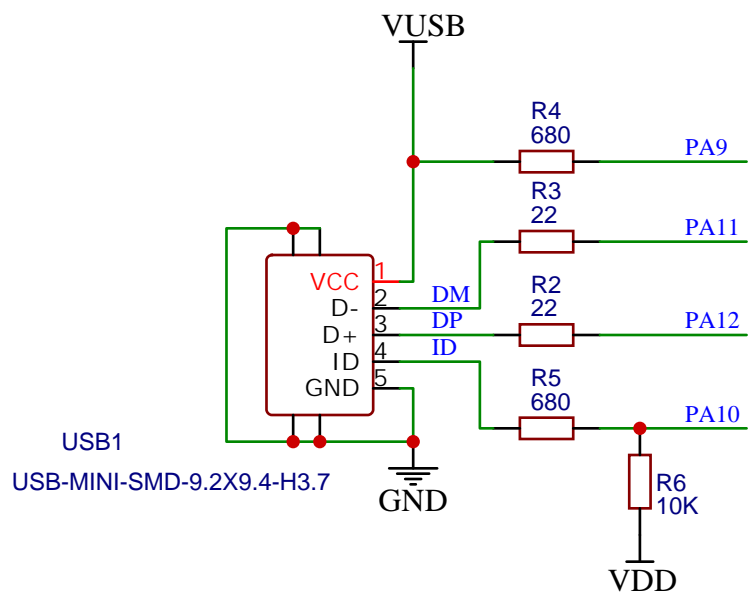 VUSB
R4
680
PA9
R3
22
PA11
1
VCC
2
D-
DM
R2
22
3
D+
DP
PA12
4
ID
ID
5
GND
R5
680
PA10
USB1
USB-MINI-SMD-9.2X9.4-H3.7
GND
R6
10K
VDD